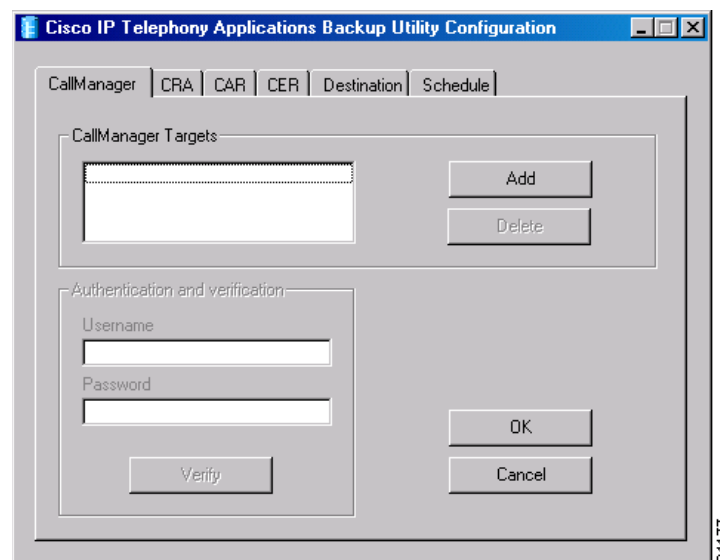 Cisco IP Telephony Applications Backup Utility Configuration
CallManager CRA CAR CER Destination Schedule
CallManager Targets
Add
Delete
Authentication and verification
Username
Password
Verify
OK
Cancel